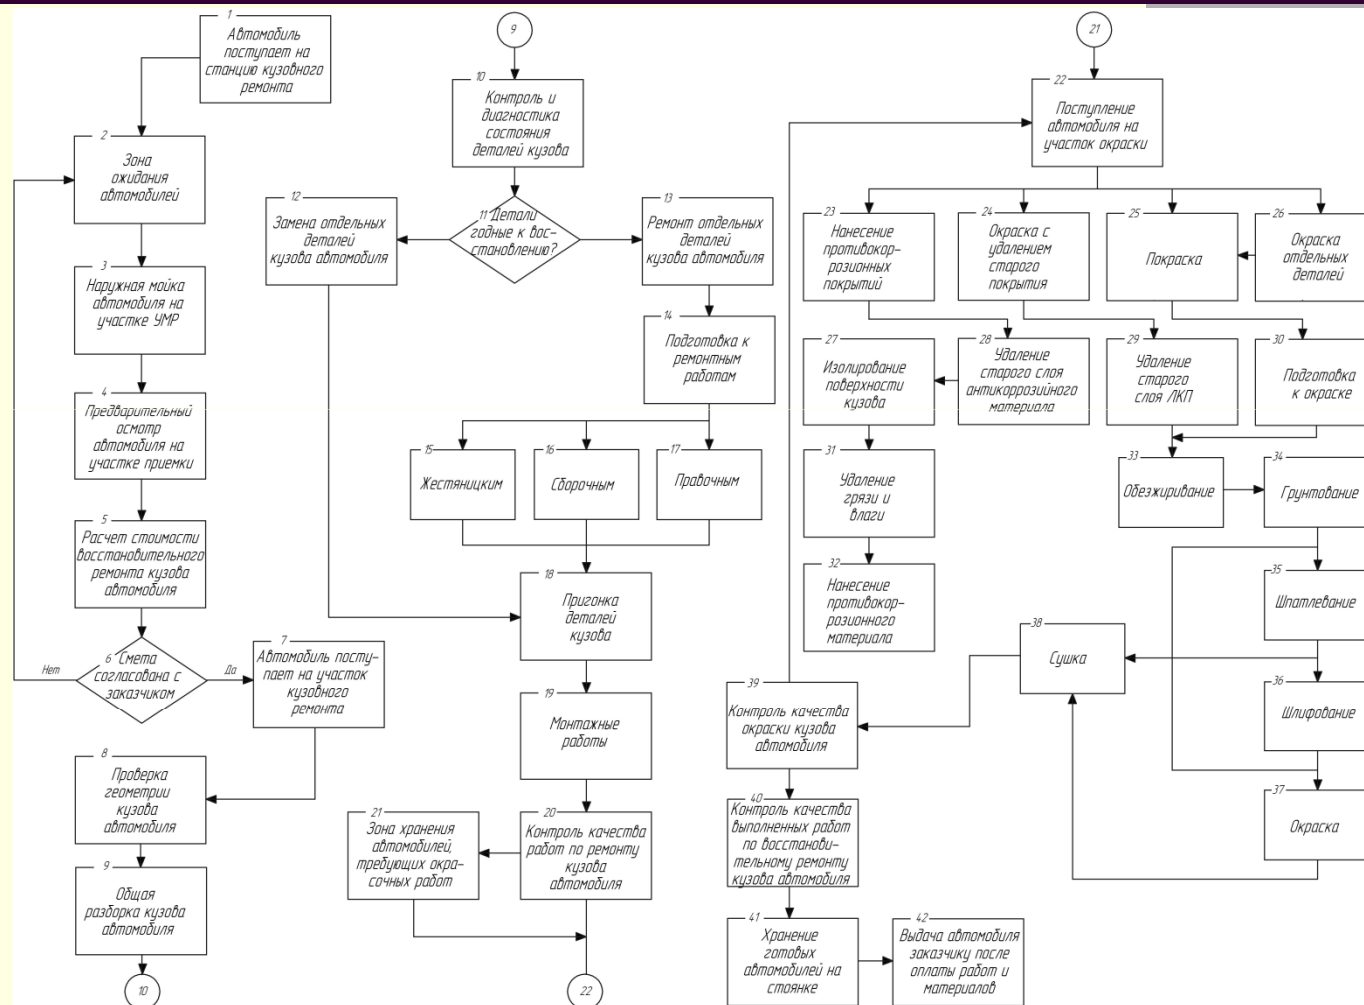 1
Автомобиль
поступает на
станцию кузовного
ремонта
2
Зона
ожидания
автомобилей
3
Наружная мойка
автомобиля на
участке УМР
4
Предварительный
осмотр
автомобиля на
участке приемки
5
Расчет стоимости
восстановительного
ремонта кузова
автомобиля
6 Смета
согласована с
заказчиком
Нет
Да
7
Автомобиль посту-
пает на участок
кузовного
ремонта
8
Проверка
геометрии
кузова
автомобиля
9
Общая
разборка кузова
автомобиля
10
9
10
Контроль и
диагностика
состояния
деталей кузова
11 Детали
годные к вос-
становлению?
12
Замена отдельных
деталей
кузова автомобиля
13
Ремонт отдельных
деталей
кузова автомобиля
14
Подготовка к
ремонтным
работам
15
Жестяницким
16
Сборочным
17
Правочным
18
Пригонка
деталей
кузова
19
Монтажные
работы
20
Контроль качества
работ по ремонту
кузова
автомобиля
21
Зона хранения
автомобилей,
требующих окра-
сочных работ
22
21
22
Поступление
автомобиля на
участок окраски
23
Нанесение
противокор-
розионных
покрытий
24
Окраска с
удалением
старого
покрытия
25
Покраска
26
Окраска
отдельных
деталей
27
Изолирование
поверхности
кузова
28
Удаление
старого слоя
антикоррозийного
материала
29
Удаление
старого
слоя ЛКП
30
Подготовка
к окраске
31
Удаление
грязи и
влаги
32
Нанесение
противокор-
розионного
материала
33
Обезжиривание
34
Грунтование
35
Шпатлевание
36
Шлифование
37
Окраска
38
Сушка
39
Контроль качества
окраски кузова
автомобиля
40
Контроль качества
выполненных работ
по восстанови-
тельному ремонту
кузова автомобиля
41
Хранение
готовых
автомобилей на
стоянке
42
Выдача автомобиля
заказчику после
оплаты работ и
материалов